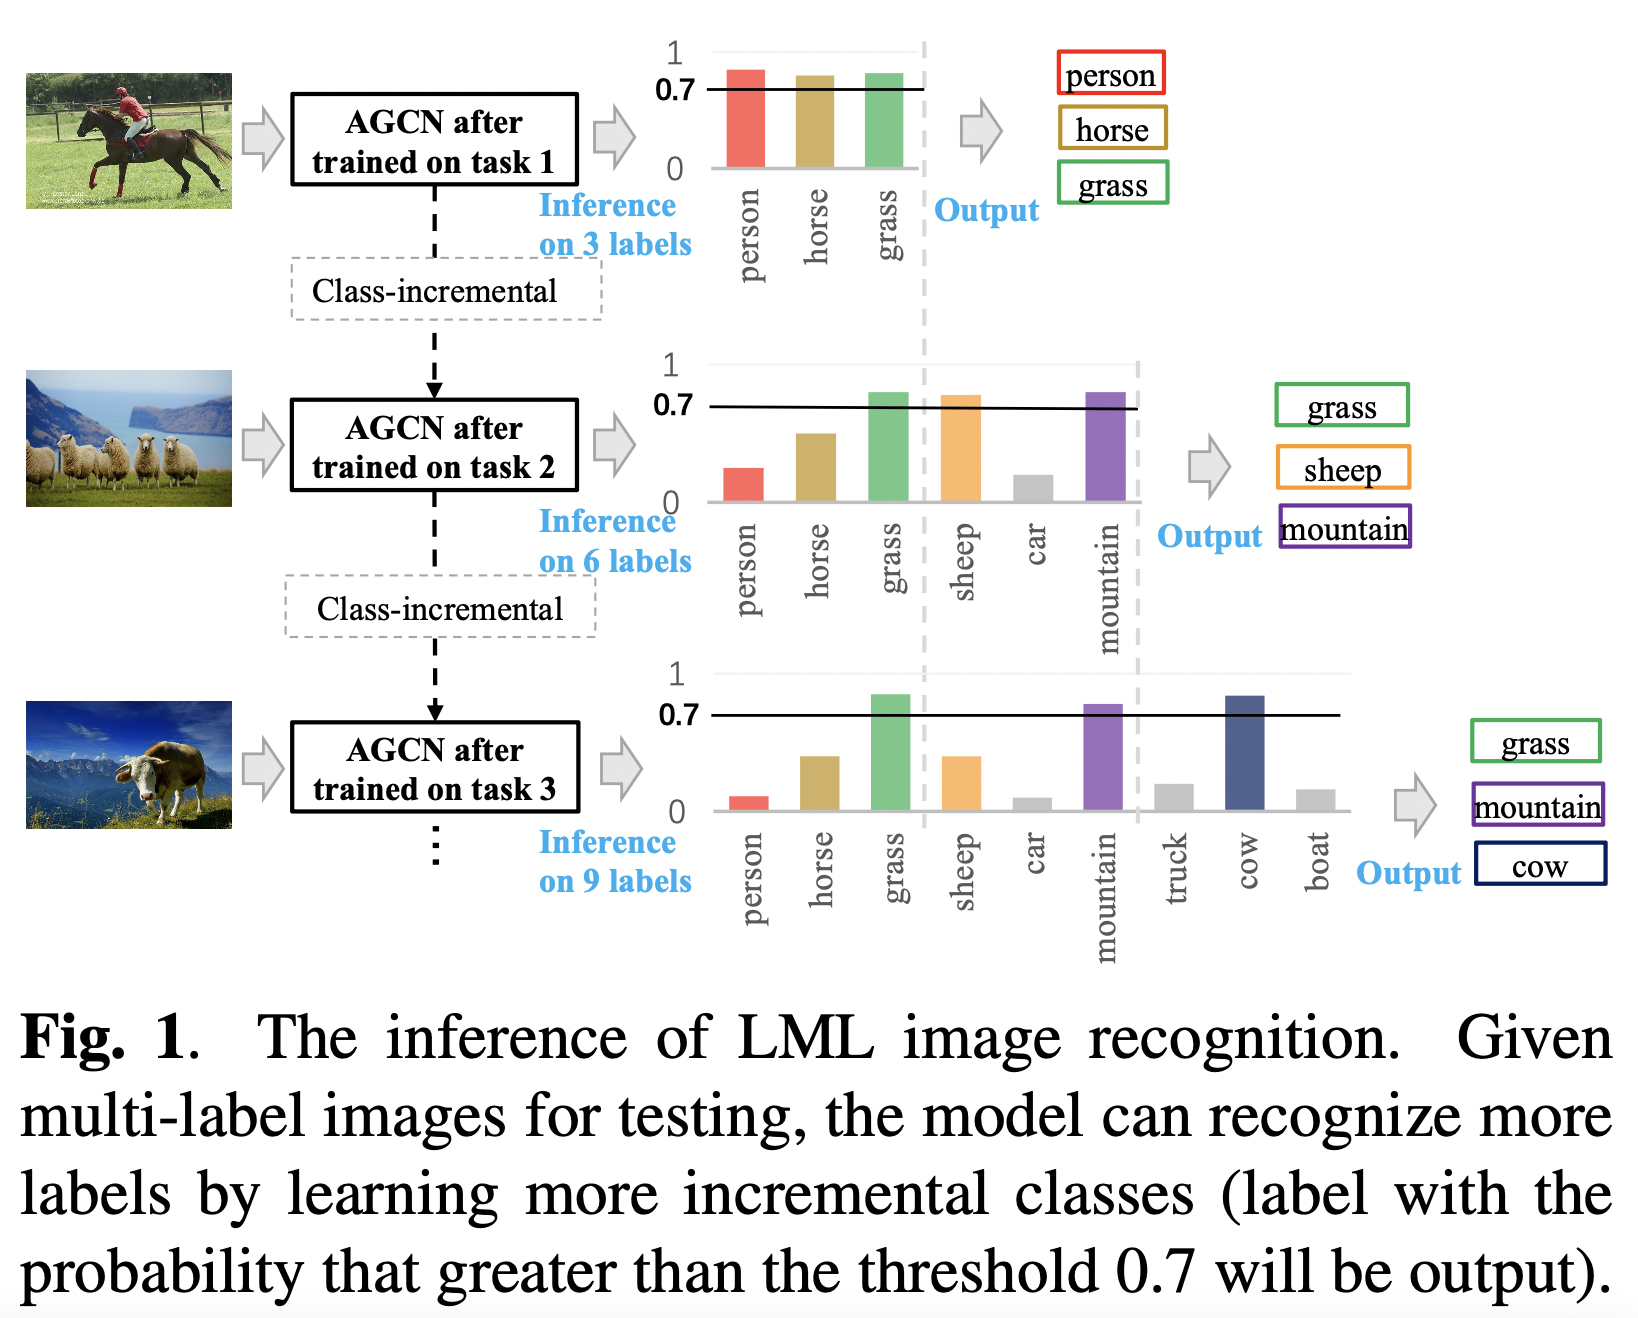 1
0.7
0
person
horse
grass
AGCN after
trained on task 1
Inference
on 3 labels
Output
person
horse
grass
Class-incremental
1
0.7
0
person
horse
grass
sheep
car
mountain
AGCN after
trained on task 2
Inference
on 6 labels
Output
grass
sheep
mountain
Class-incremental
1
0.7
0
person
horse
grass
sheep
car
mountain
truck
cow
boat
AGCN after
trained on task 3
Inference
on 9 labels
Output
grass
mountain
cow
Fig. 1. The inference of LML image recognition. Given
multi-label images for testing, the model can recognize more
labels by learning more incremental classes (label with the
probability that greater than the threshold 0.7 will be output).